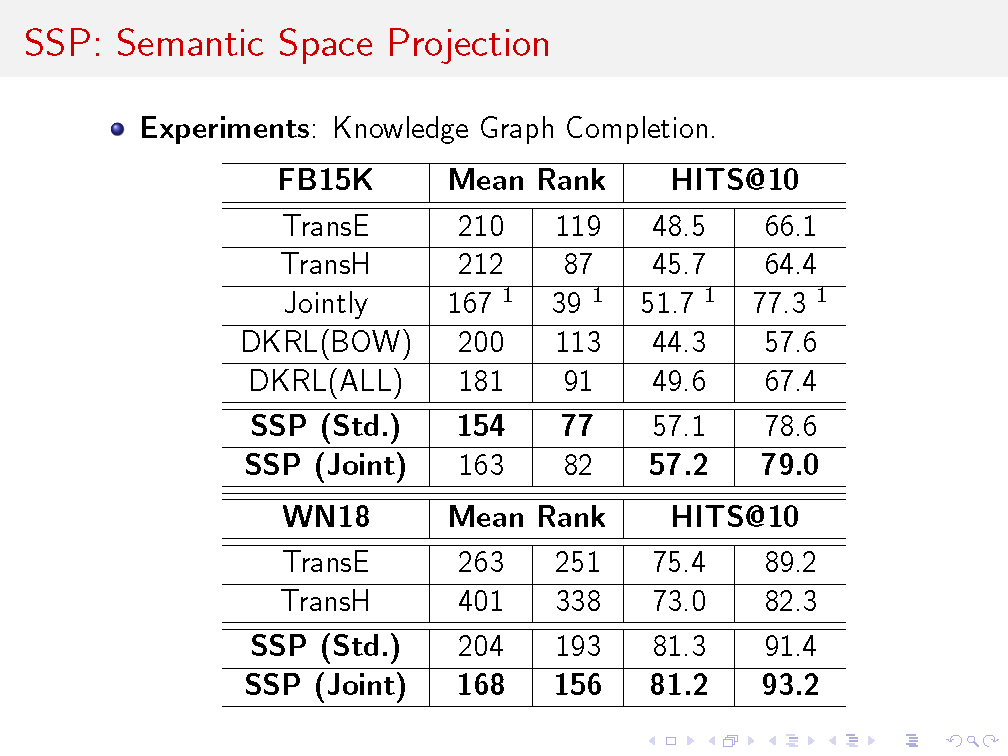 SSP: Semantic Space Projection
Experiments: Knowledge Graph Completion.
FB15K Mean Rank HITS@10
TransE 210 119 48.5 66.1
TransH 212 87 45.7 64.4
Jointly 167 1 39 1 51.7 1 77.3 1
DKRL(BOW) 200 113 44.3 57.6
DKRL(ALL) 181 91 49.6 67.4
SSP (Std.) 154 77 57.1 78.6
SSP (Joint) 163 82 57.2 79.0
WN18 Mean Rank HITS@10
TransE 263 251 75.4 89.2
TransH 401 338 73.0 82.3
SSP (Std.) 204 193 81.3 91.4
SSP (Joint) 168 156 81.2 93.2